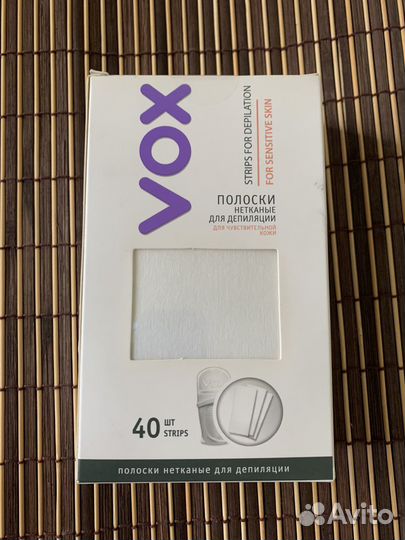 VOX
STRIPS FOR DEPILATION
FOR SENSITIVE SKIN
ПОЛОСКИ
НЕТКАНЫЕ
ДЛЯ ДЕПИЛЯЦИИ
ДЛЯ ЧУВСТВИТЕЛЬНОЙ
КОЖИ
40 ШТ
STRIPS
полоски нетканые для депиляции
Avito